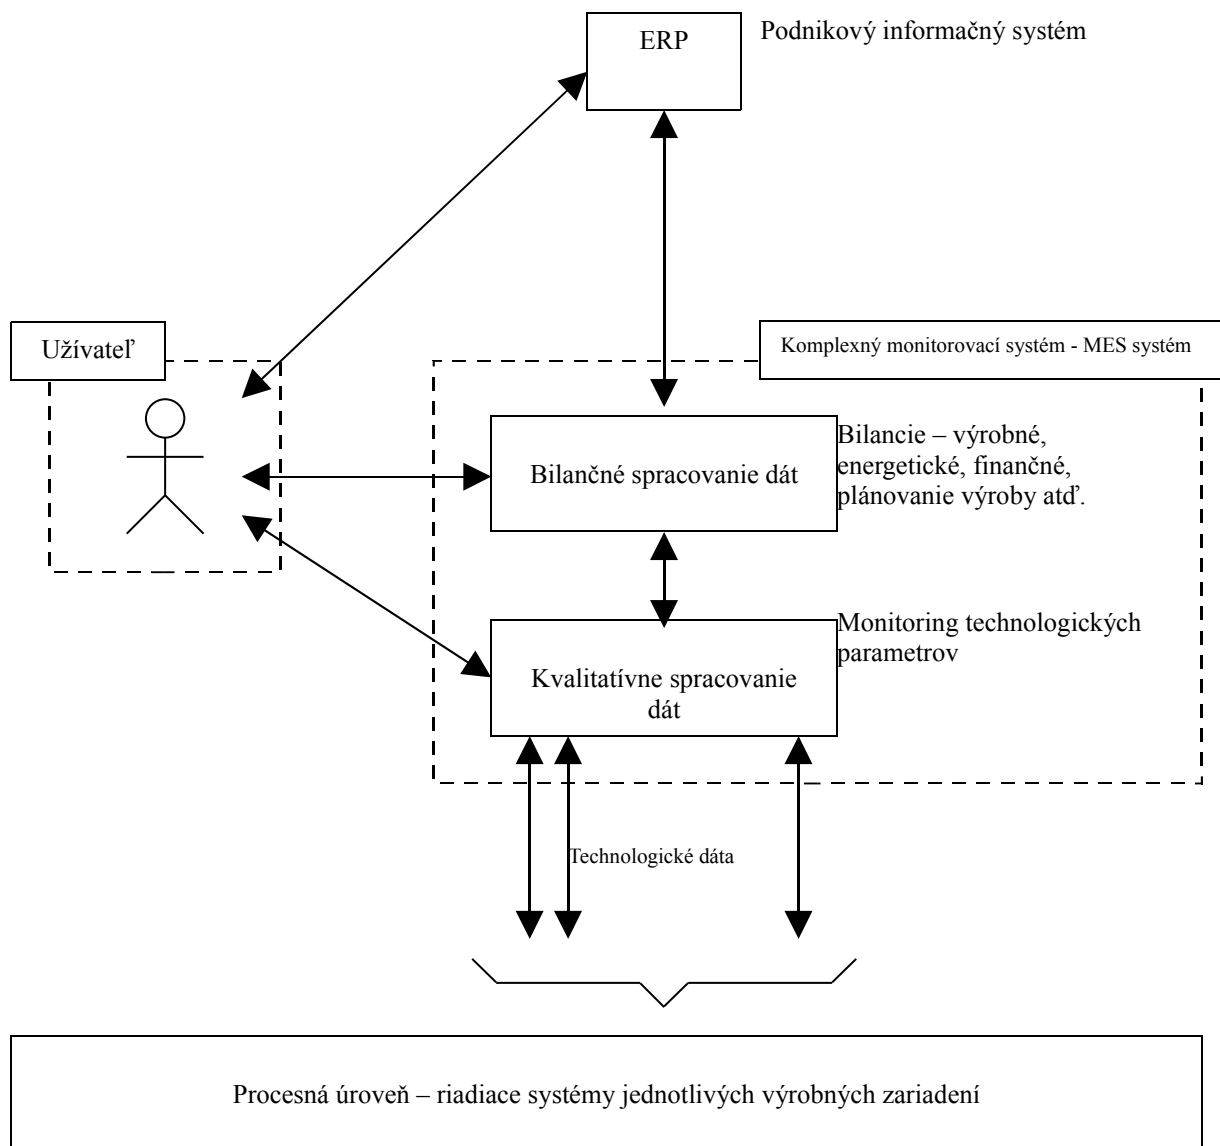 ERP
Podnikový informačný systém
Užívateľ
Komplexný monitorovací systém - MES systém
Bilančné spracovanie dát
Bilancie – výrobné,
energetické, finančné,
plánovanie výroby atď.
Kvalitatívne spracovanie
dát
Monitoring technologických
parametrov
Technologické dáta
Procesná úroveň – riadiace systémy jednotlivých výrobných zariadení